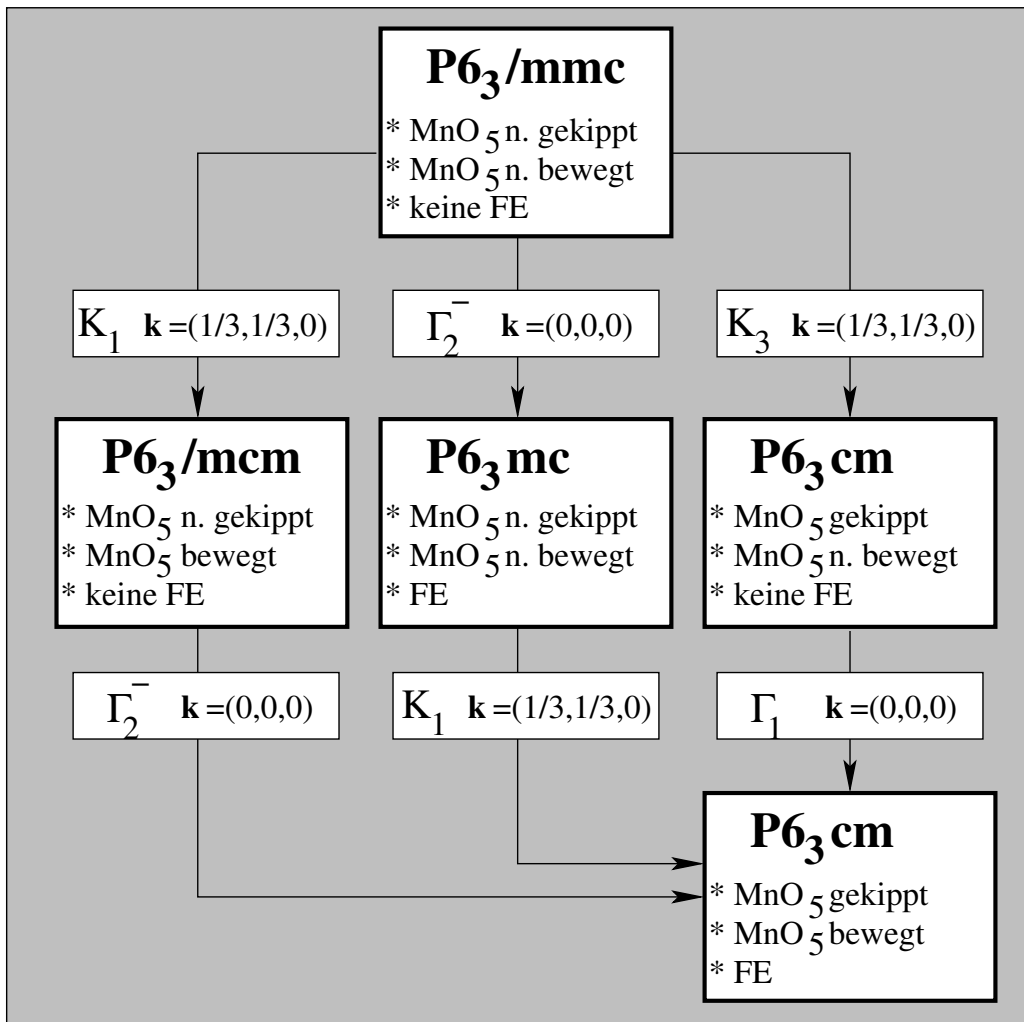 P6₃/mmc
* MnO₅ n. gekippt
* MnO₅ n. bewegt
* keine FE
K₁ k =(1/3,1/3,0)
Γ₂⁻ k =(0,0,0)
K₃ k =(1/3,1/3,0)
P6₃/mcm
* MnO₅ n. gekippt
* MnO₅ bewegt
* keine FE
P6₃mc
* MnO₅ n. gekippt
* MnO₅ n. bewegt
* FE
P6₃cm
* MnO₅ gekippt
* MnO₅ n. bewegt
* keine FE
Γ₂⁻ k =(0,0,0)
K₁ k =(1/3,1/3,0)
Γ₁ k =(0,0,0)
P6₃cm
* MnO₅ gekippt
* MnO₅ bewegt
* FE